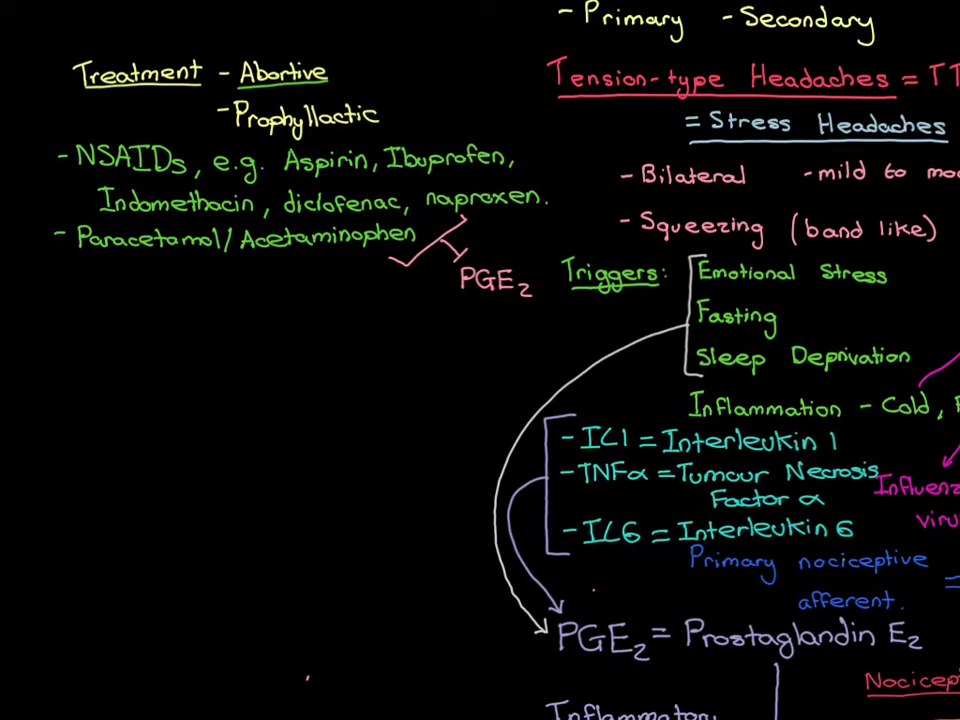 - Primary - Secondary
Treatment - Abortive
- Prophyllactic
- NSAIDs, e.g. Aspirin, Ibuprofen,
Indomethacin, diclofenac, naproxen.
- Paracetamol/Acetaminophen
PGE2
Tension-type Headaches = TT
= Stress Headaches
- Bilateral - mild to mo
- Squeezing (band like)
Triggers: Emotional Stress
Fasting
Sleep Deprivation
Inflammation - Cold,
- IL1 = Interleukin 1
- TNFα = Tumour Necrosis
Factor α
- IL6 = Interleukin 6
Influenz
viru
Primary nociceptive
afferent.
=
PGE2 = Prostaglandin E2
Nocicep
Inflammatory